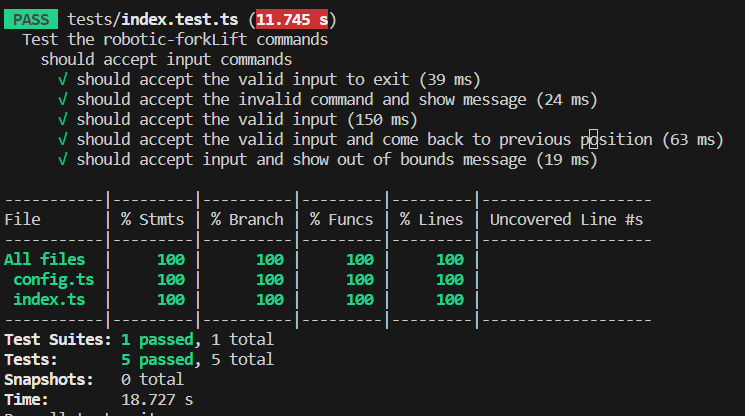 PASS tests/index.test.ts (11.745 s)
Test the robotic-forkLift commands
should accept input commands
√ should accept the valid input to exit (39 ms)
√ should accept the invalid command and show message (24 ms)
√ should accept the valid input (150 ms)
√ should accept the valid input and come back to previous position (63 ms)
√ should accept input and show out of bounds message (19 ms)
-----------|---------|----------|---------|---------|-------------------
File | % Stmts | % Branch | % Funcs | % Lines | Uncovered Line #s
-----------|---------|----------|---------|---------|-------------------
All files | 100 | 100 | 100 | 100 |
config.ts | 100 | 100 | 100 | 100 |
index.ts | 100 | 100 | 100 | 100 |
-----------|---------|----------|---------|---------|-------------------
Test Suites: 1 passed, 1 total
Tests: 5 passed, 5 total
Snapshots: 0 total
Time: 18.727 s